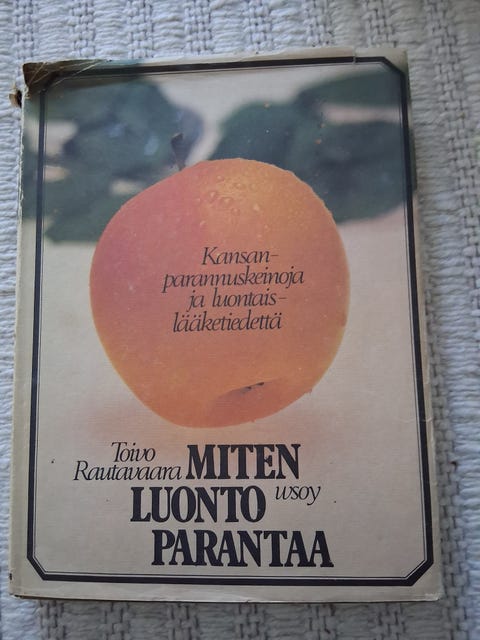 Kansan-
parannuskeinoja
ja luontais-
lääketiedettä
Toivo
Rautavaara MITEN
LUONTO wsoy
PARANTAA